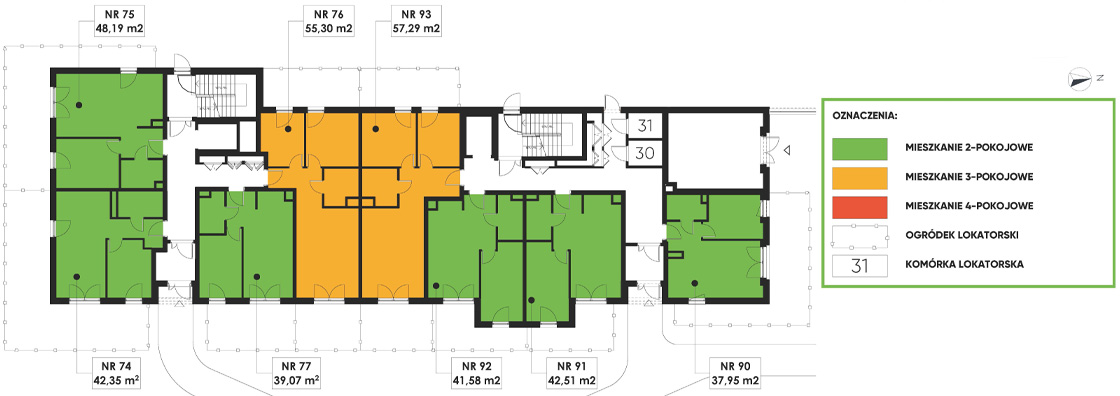 NR 75
48,19 m2
NR 76
55,30 m2
NR 93
57,29 m2
N
31
30
OZNACZENIA:
MIESZKANIE 2-POKOJOWE
MIESZKANIE 3-POKOJOWE
MIESZKANIE 4-POKOJOWE
OGRÓDEK LOKATORSKI
31
KOMÓRKA LOKATORSKA
NR 74
42,35 m²
NR 77
39,07 m²
NR 92
41,58 m2
NR 91
42,51 m2
NR 90
37,95 m2